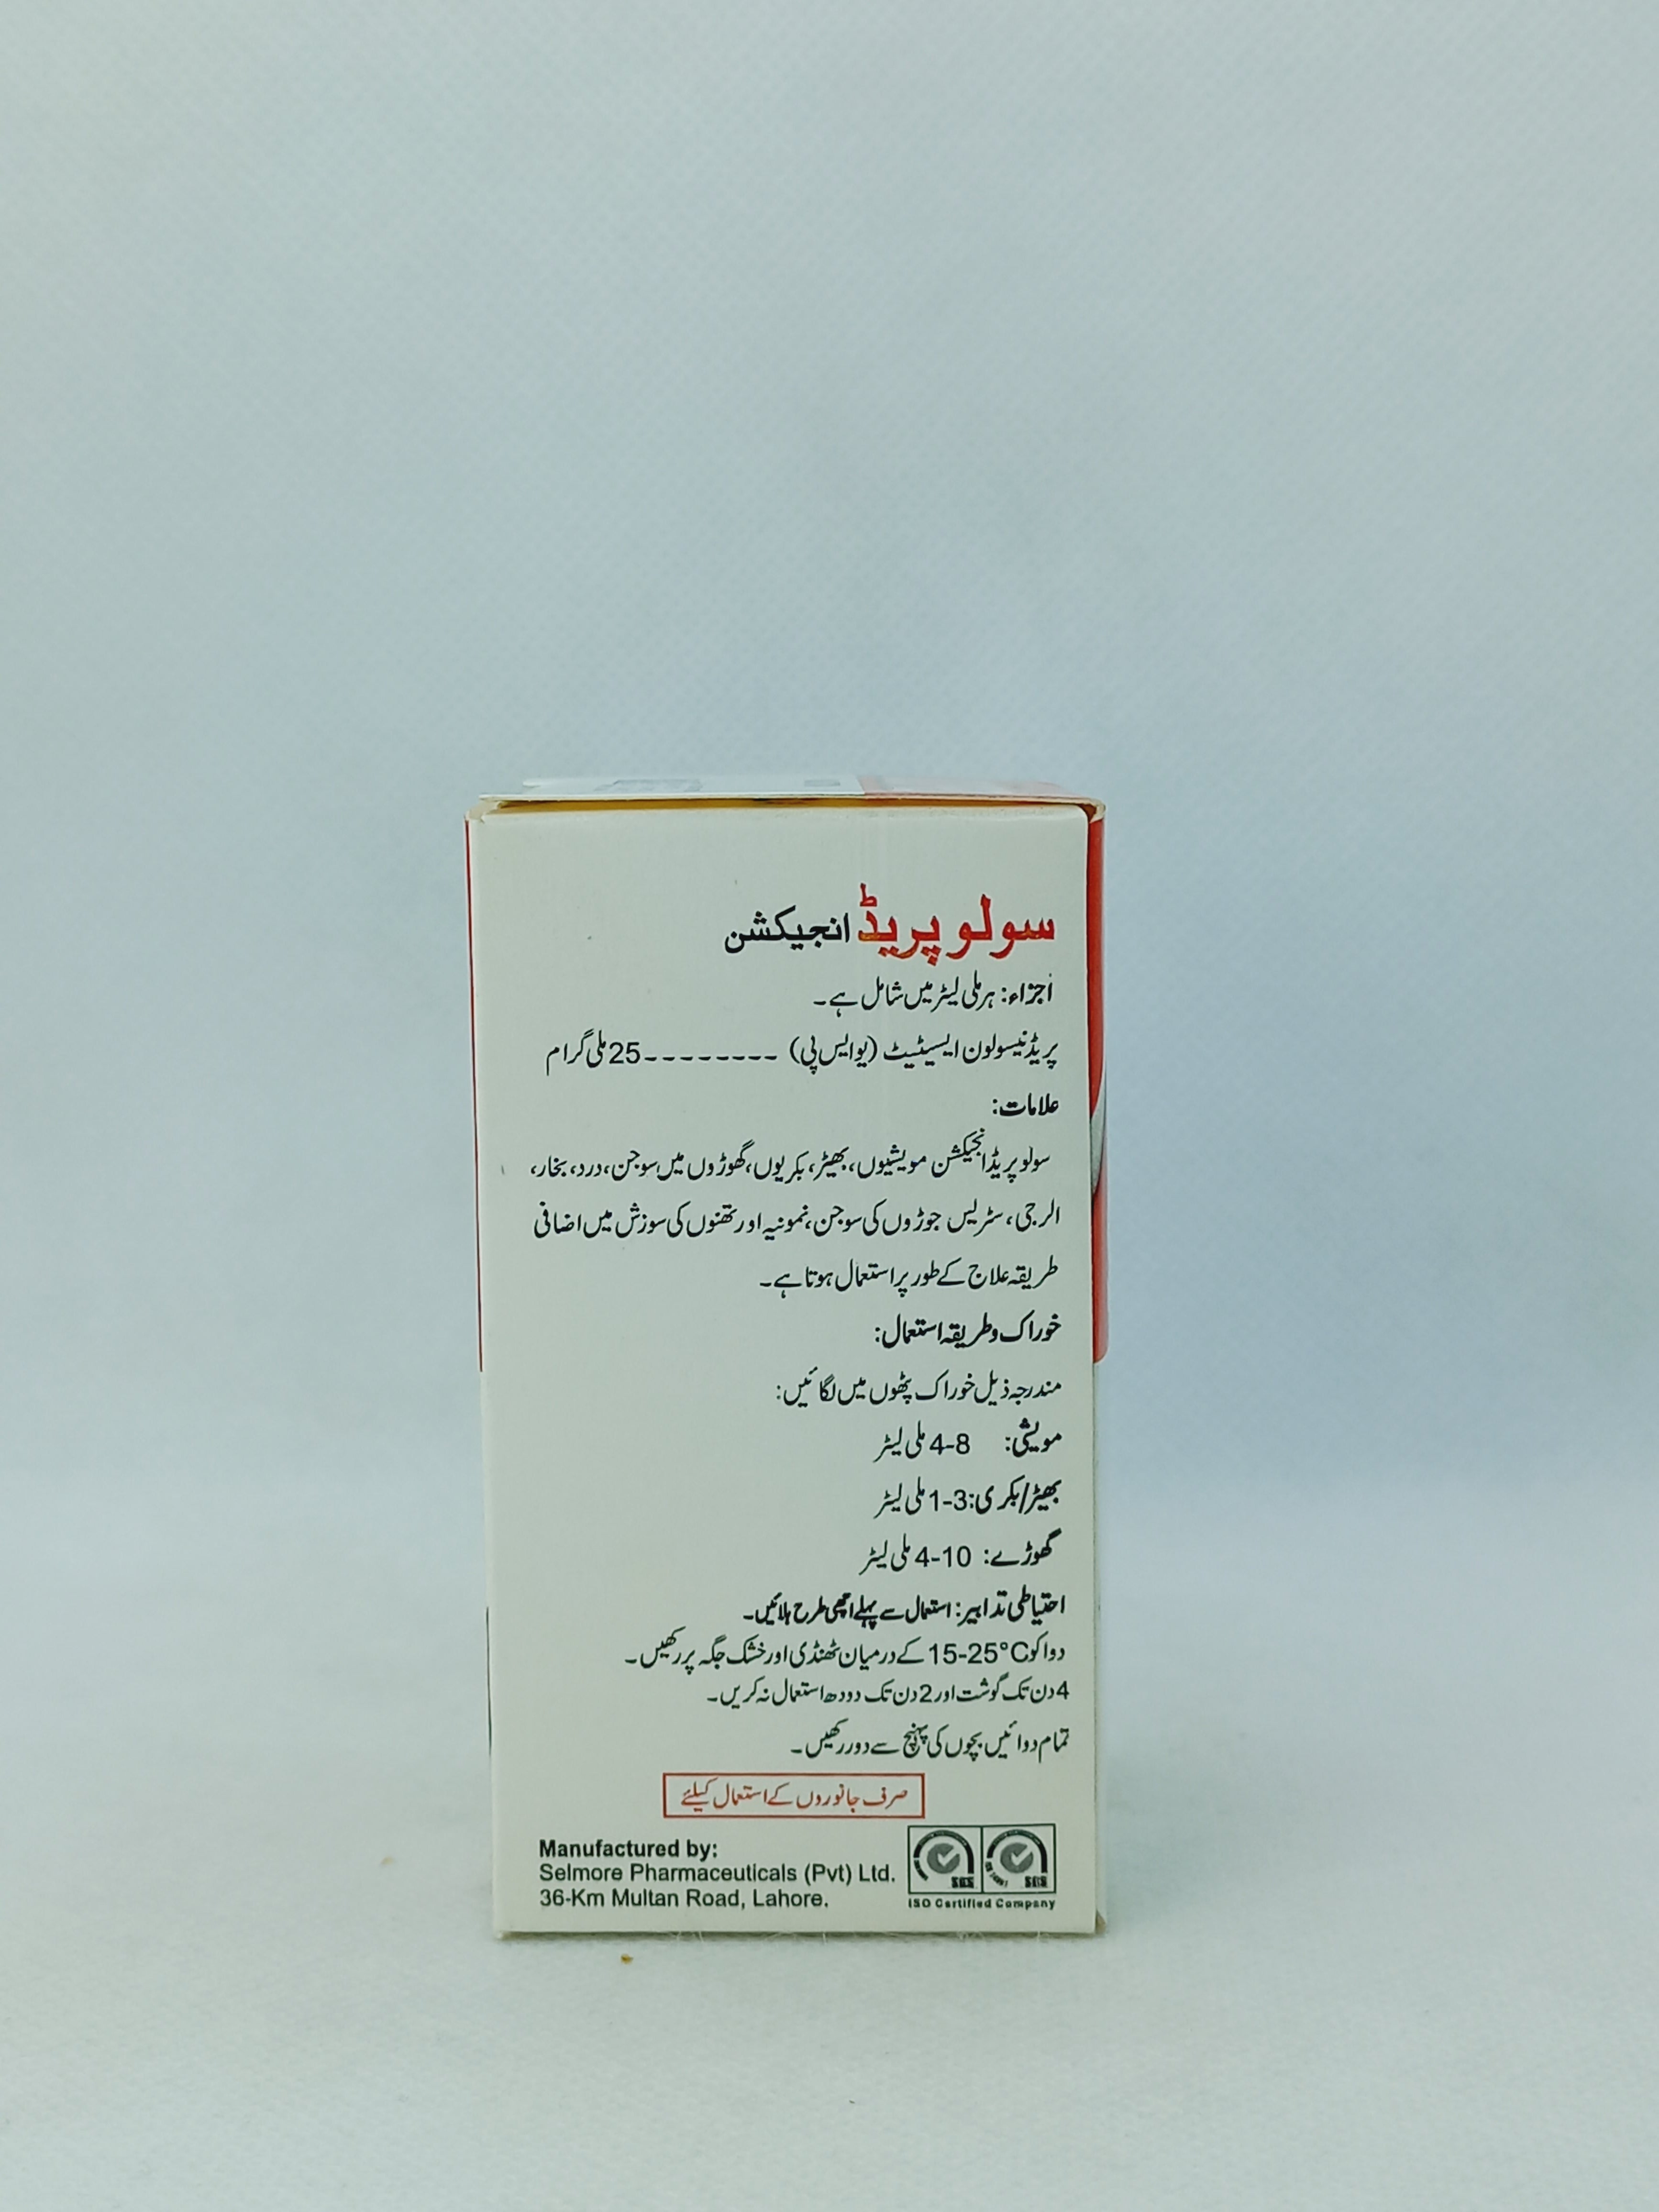 سولو پریڈ انجیکشن
اجزاء: ہر ملی لیٹر میں شامل ہے۔
پریڈنیسولون ایسیٹیٹ (یو ایس پی) --------25 ملی گرام
علامات:
سولو پریڈ انجیکشن مویشیوں، بھیڑ، بکریوں، گھوڑوں میں سوجن، درد، بخار،
الرجی، سٹریس جوڑوں کی سوجن، نمونیہ اور تھنوں کی سوزش میں اضافی
طریقہ علاج کے طور پر استعمال ہوتا ہے۔
خوراک و طریقہ استعمال:
مندرجہ ذیل خوراک پٹھوں میں لگائیں:
مویشی: 4-8 ملی لیٹر
بھیڑ/بکری: 1-3 ملی لیٹر
گھوڑے: 4-10 ملی لیٹر
احتیاطی تدابیر: استعمال سے پہلے اچھی طرح ہلائیں۔
دوا کو 15-25°C کے درمیان ٹھنڈی اور خشک جگہ پر رکھیں۔
4 دن تک گوشت اور 2 دن تک دودھ استعمال نہ کریں۔
تمام دوائیں بچوں کی پہنچ سے دور رکھیں۔
صرف جانوروں کے استعمال کیلئے
Manufactured by:
Selmore Pharmaceuticals (Pvt) Ltd.
36-Km Multan Road, Lahore.
SGS SGS
ISO Certified Company